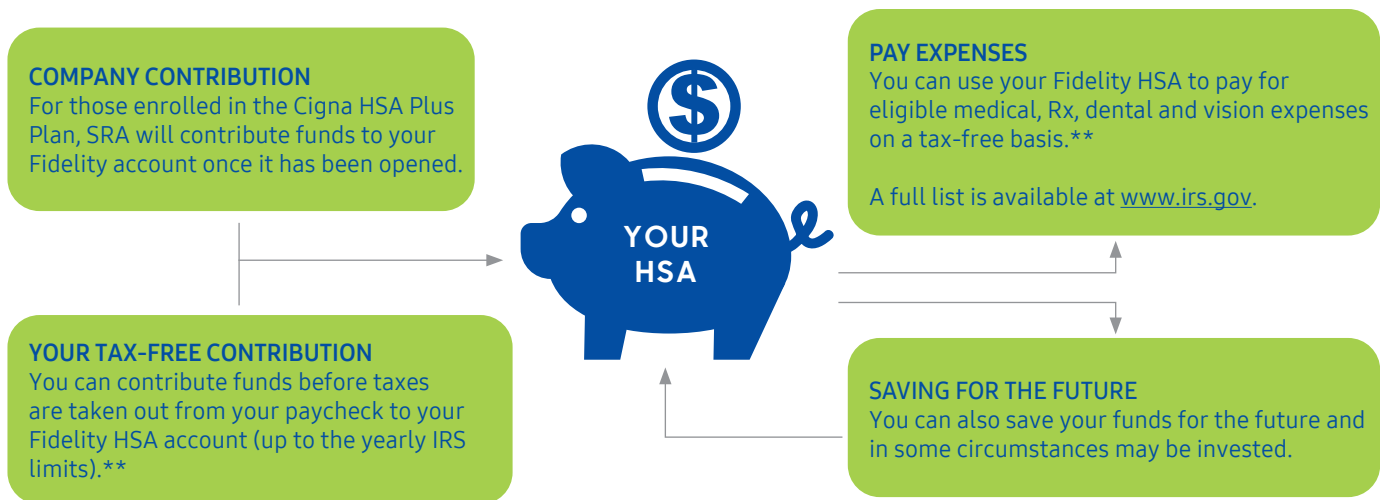 COMPANY CONTRIBUTION
For those enrolled in the Cigna HSA Plus
Plan, SRA will contribute funds to your
Fidelity account once it has been opened.
YOUR TAX-FREE CONTRIBUTION
You can contribute funds before taxes
are taken out from your paycheck to your
Fidelity HSA account (up to the yearly IRS
limits).**
$
YOUR
HSA
PAY EXPENSES
You can use your Fidelity HSA to pay for
eligible medical, Rx, dental and vision expenses
on a tax-free basis.**
A full list is available at www.irs.gov.
SAVING FOR THE FUTURE
You can also save your funds for the future and
in some circumstances may be invested.